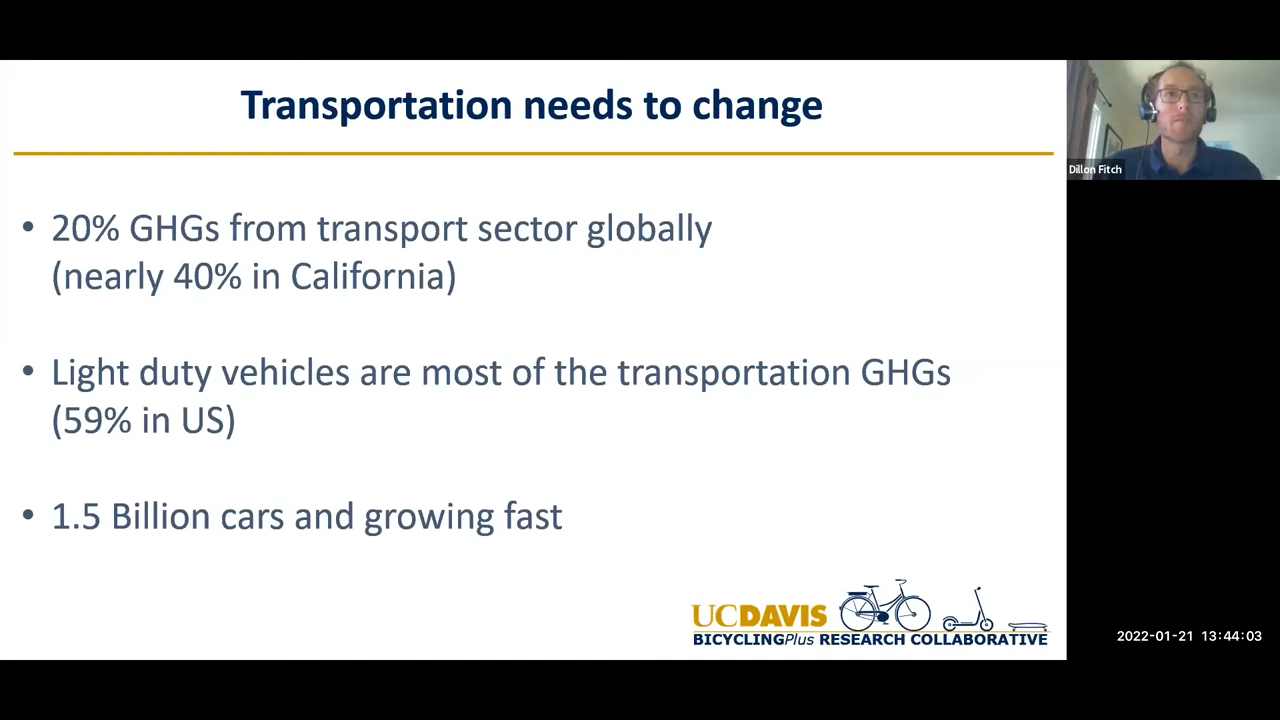 Transportation needs to change
Dillon Fitch
• 20% GHGs from transport sector globally
(nearly 40% in California)
• Light duty vehicles are most of the transportation GHGs
(59% in US)
• 1.5 Billion cars and growing fast
UCDAVIS
BICYCLINGPlus RESEARCH COLLABORATIVE
2022-01-21 13:44:03